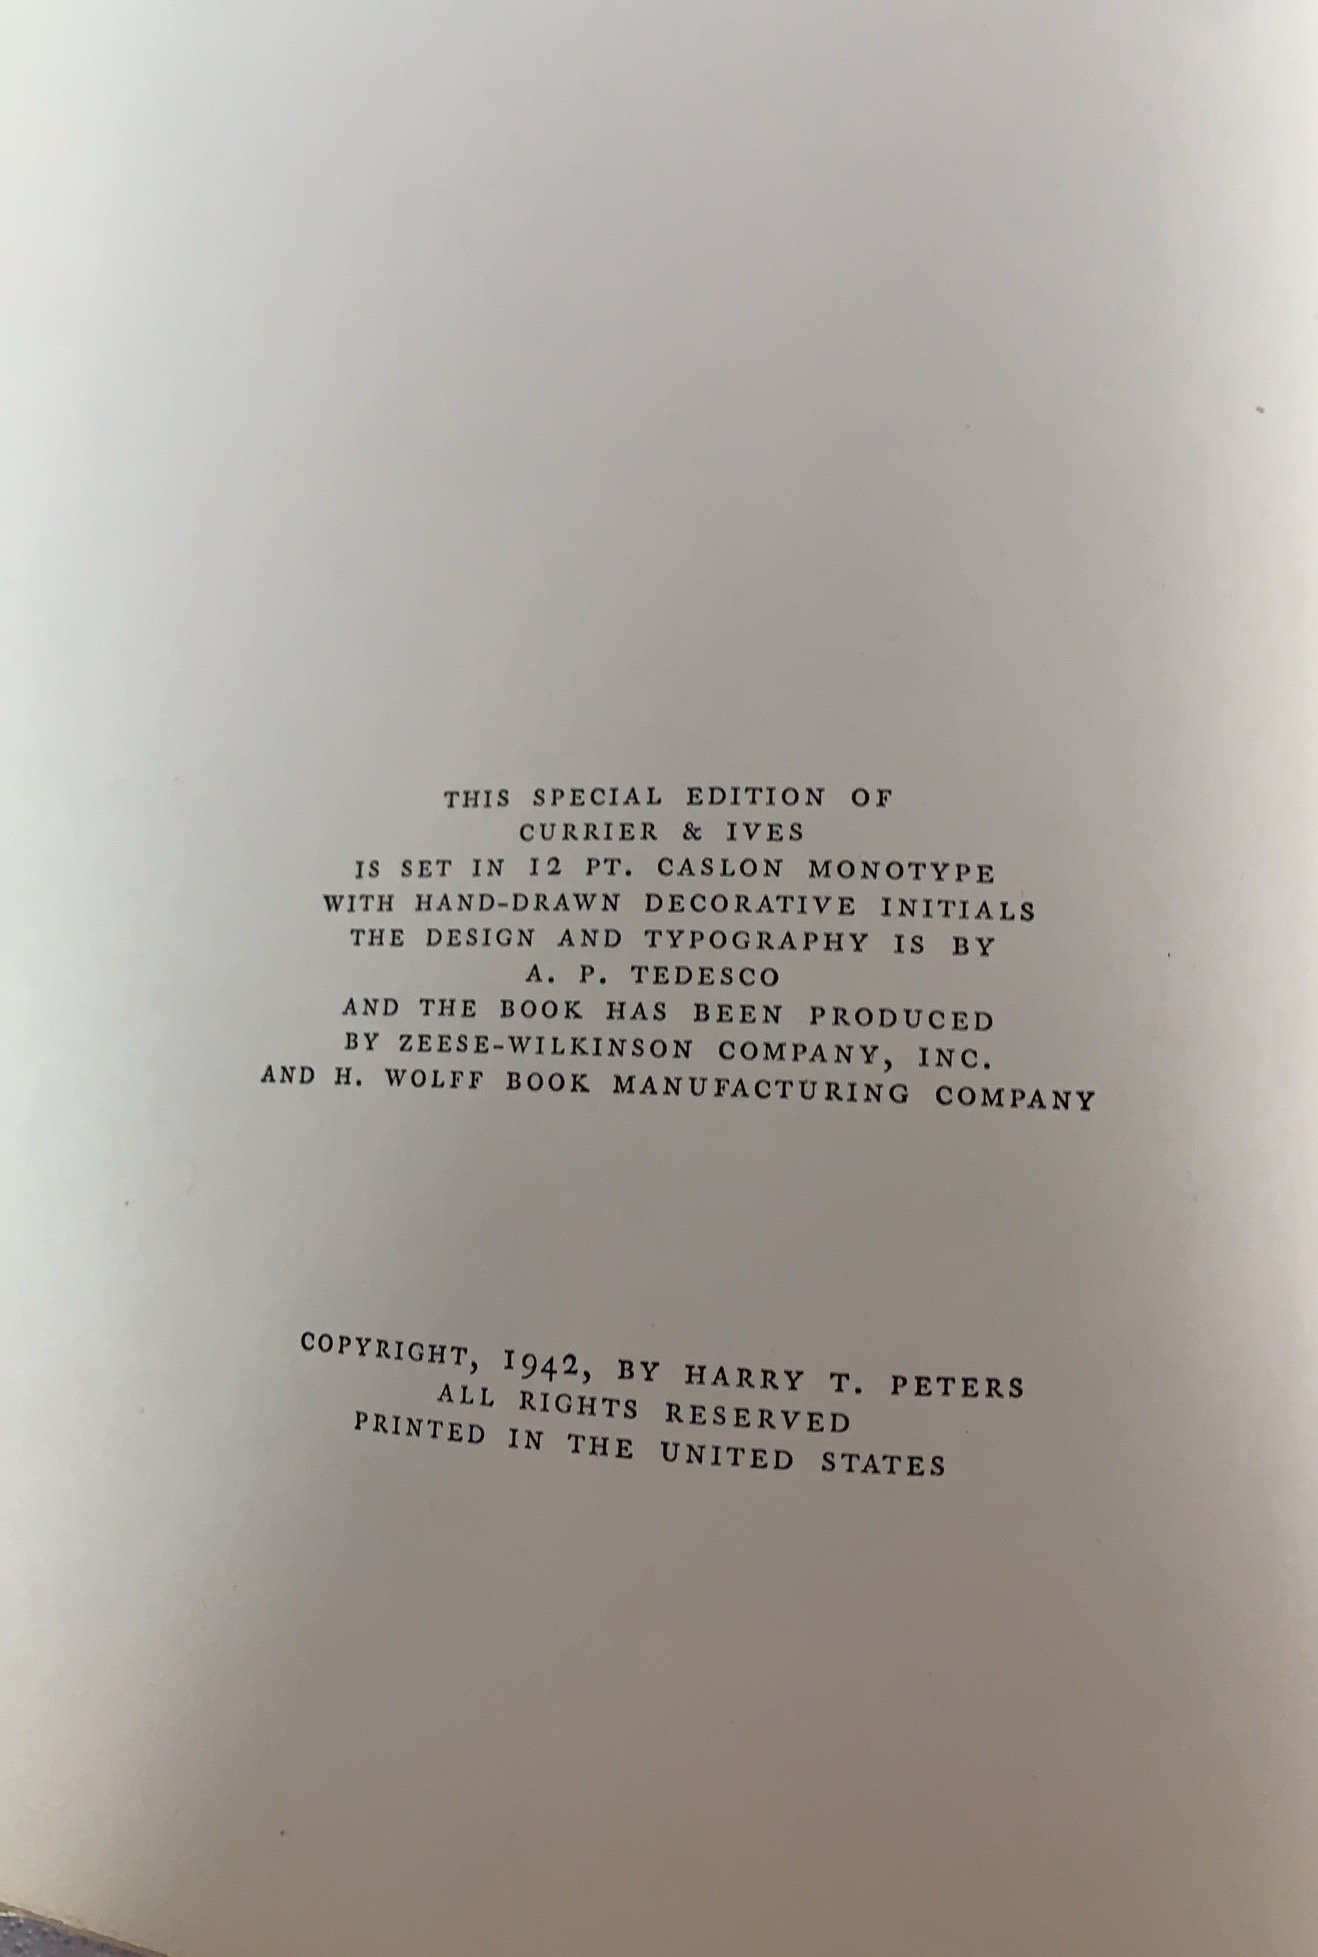 THIS SPECIAL EDITION OF
CURRIER & IVES
IS SET IN 12 PT. CASLON MONOTYPE
WITH HAND-DRAWN DECORATIVE INITIALS
THE DESIGN AND TYPOGRAPHY IS BY
A. P. TEDESCO
AND THE BOOK HAS BEEN PRODUCED
BY ZEESE-WILKINSON COMPANY, INC.
AND H. WOLFF BOOK MANUFACTURING COMPANY
COPYRIGHT, 1942, BY HARRY T. PETERS
ALL RIGHTS RESERVED
PRINTED IN THE UNITED STATES